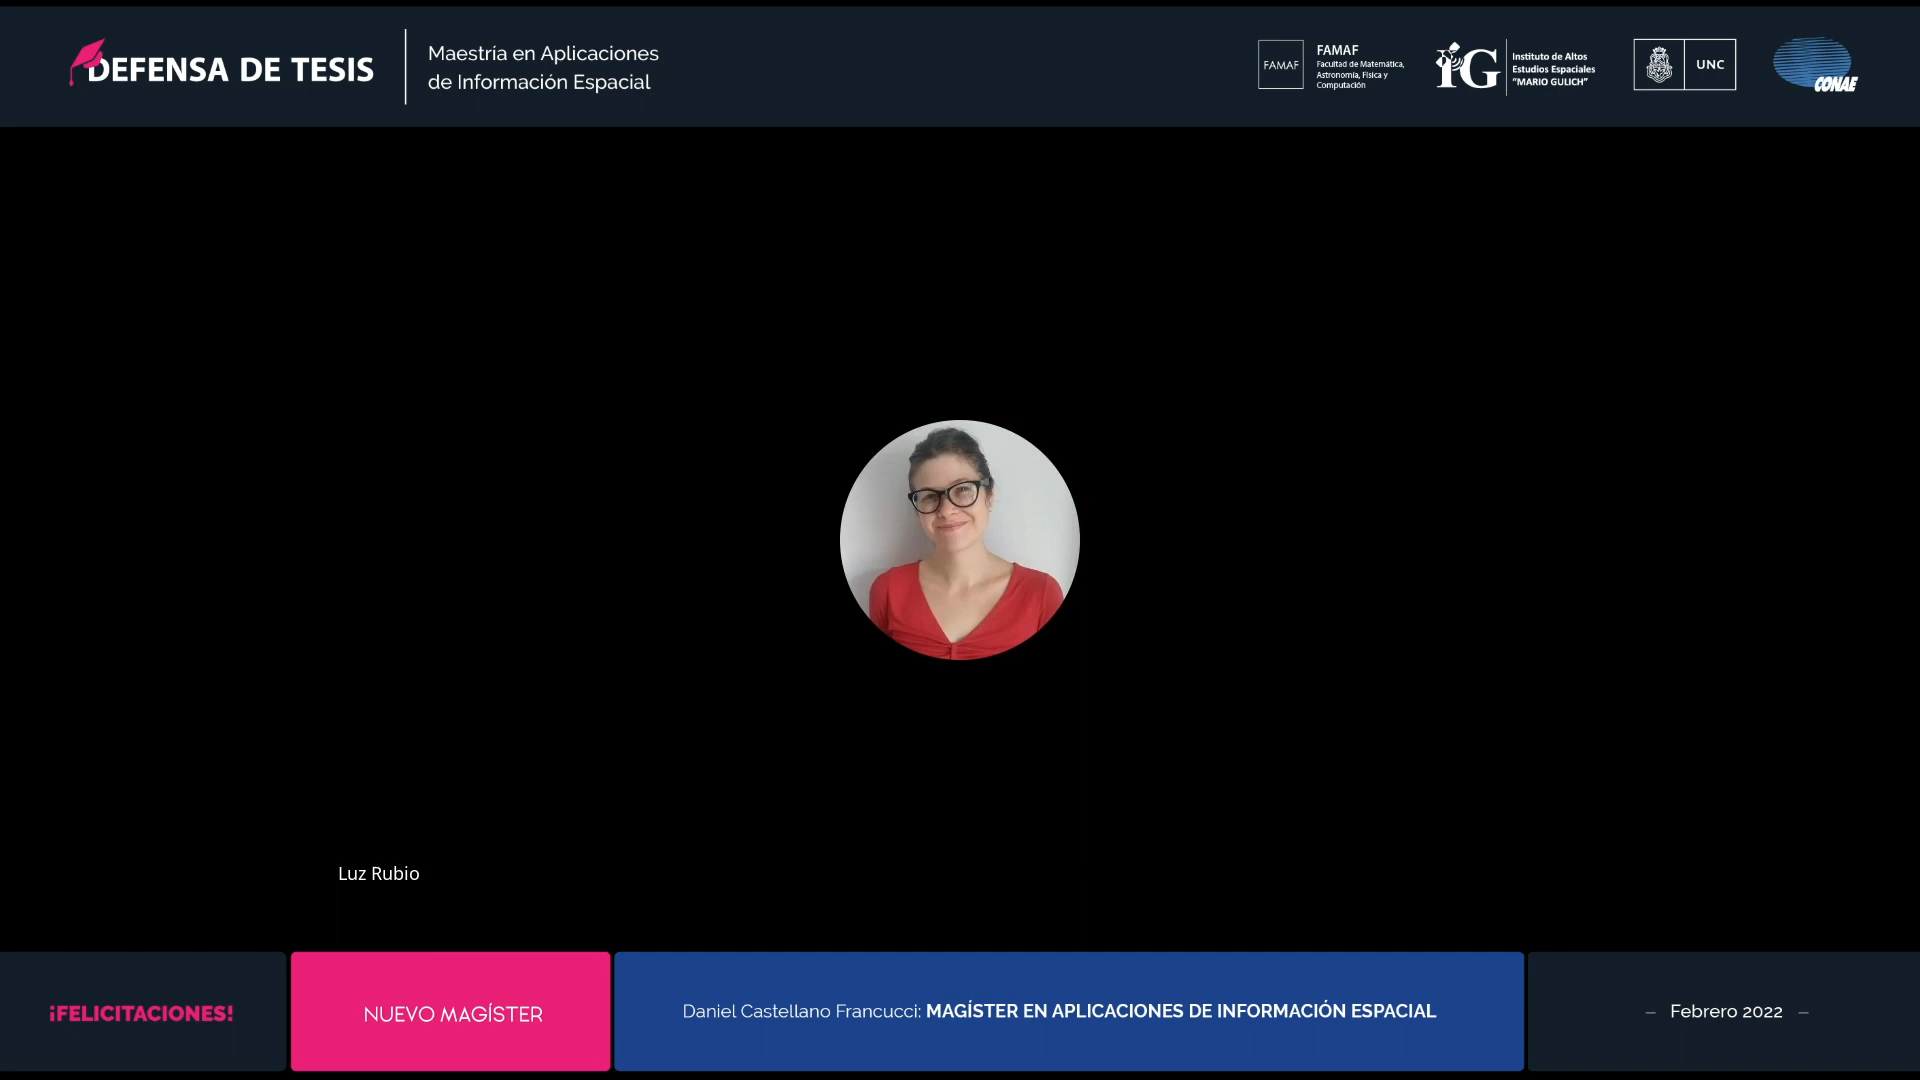 DEFENSA DE TESIS
Maestría en Aplicaciones
de Información Espacial
FAMAF
FAMAF
Facultad de Matemática,
Astronomía, Física y
Computación
IG
Instituto de Altos
Estudios Espaciales
"MARIO GULICH"
UNC
CONAE
Luz Rubio
¡FELICITACIONES!
NUEVO MAGÍSTER
Daniel Castellano Francucci: MAGÍSTER EN APLICACIONES DE INFORMACIÓN ESPACIAL
– Febrero 2022 –